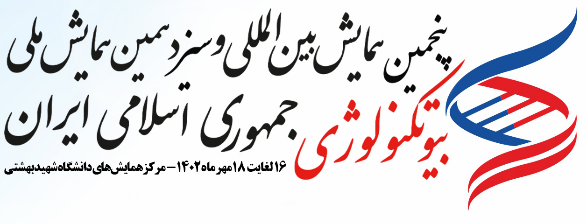 پنجمین همایش بین المللی و سیزدهمین همایش ملی
بیوتکنولوژی جمهوری اسلامی ایران
۱۶ لغایت ۱۸ مهر ماه ۱۴۰۲ – مرکز همایش‌های دانشگاه شهید بهشتی